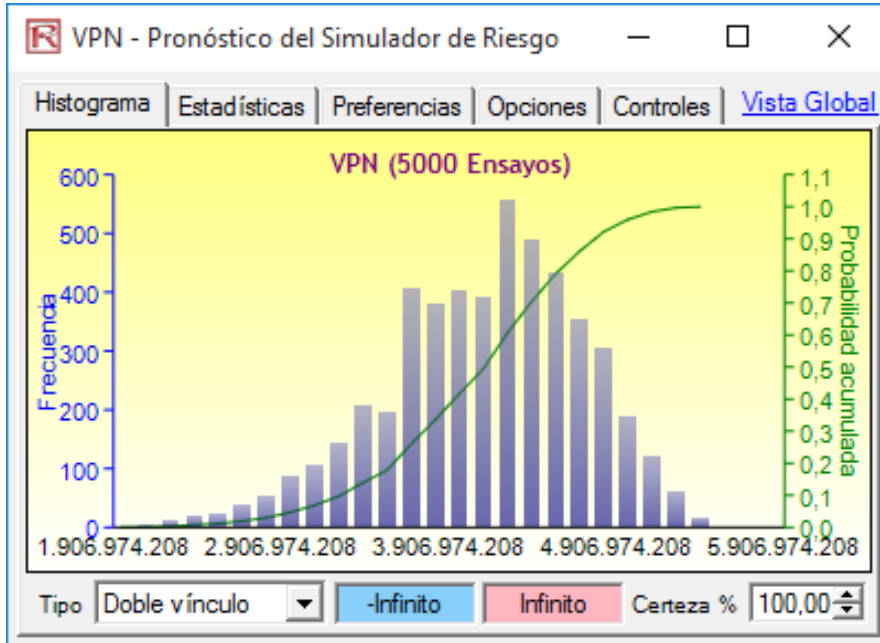 VPN - Pronóstico del Simulador de Riesgo
Histograma Estadísticas Preferencias Opciones Controles Vista Global
VPN (5000 Ensayos)
Frecuencia
600
500
400
300
200
100
0
1,1
1,0
0,9
0,8
0,7
0,6
0,5
0,4
0,3
0,2
0,1
0,0
Probabilidad acumulada
1.906.974.208 2.906.974.208 3.906.974.208 4.906.974.208 5.906.974.208
Tipo Doble vínculo -Infinito Infinito Certeza % 100,00